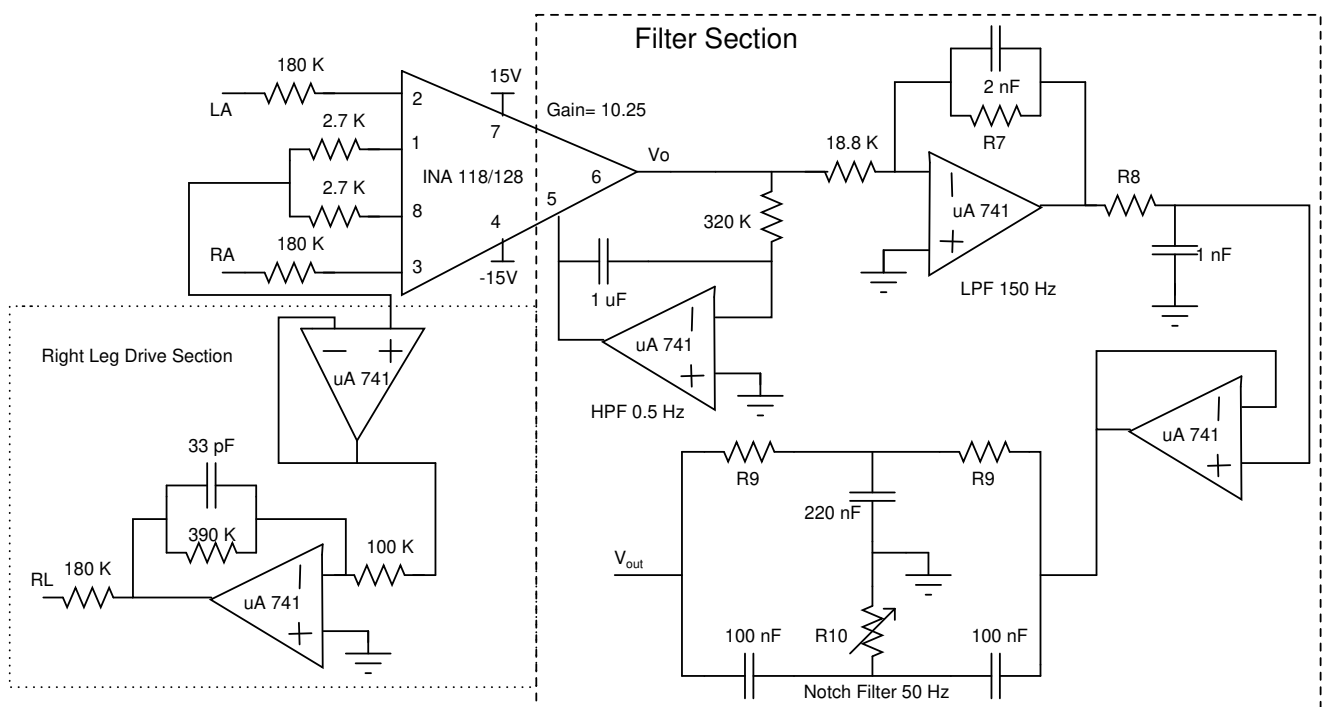 Filter Section
180 K
LA
15V
2
7
Gain= 10.25
2.7 K
1
INA 118/128
6
Vo
2.7 K
8
5
4
RA
180 K
3
-15V
320 K
1 uF
uA 741
HPF 0.5 Hz
18.8 K
2 nF
R7
uA 741
LPF 150 Hz
R8
1 nF
uA 741
Right Leg Drive Section
uA 741
33 pF
390 K
100 K
RL
180 K
uA 741
R9
R9
220 nF
Vout
R10
100 nF
100 nF
Notch Filter 50 Hz